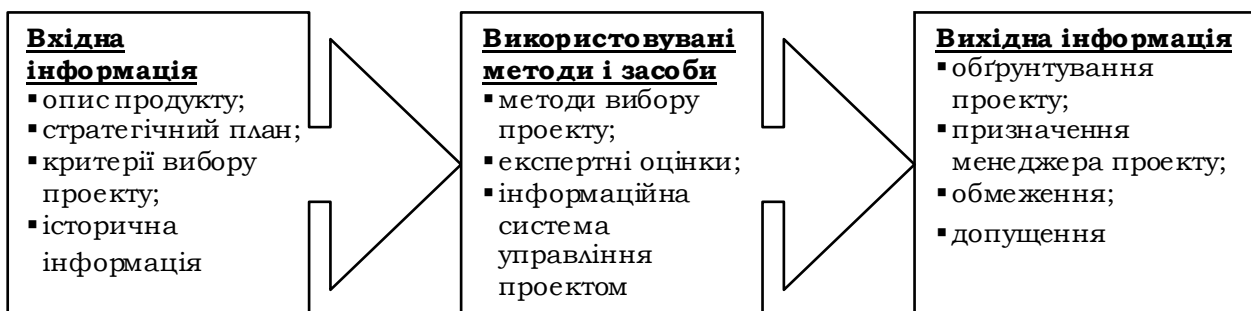 Вхідна
інформація
▪ опис продукту;
▪ стратегічний план;
▪ критерії вибору
проекту;
▪ історична
інформація
Використовувані
методи і засоби
▪ методи вибору
проекту;
▪ експертні оцінки;
▪ інформаційна
система
управління
проектом
Вихідна інформація
▪ обґрунтування
проекту;
▪ призначення
менеджера проекту;
▪ обмеження;
▪ допущення